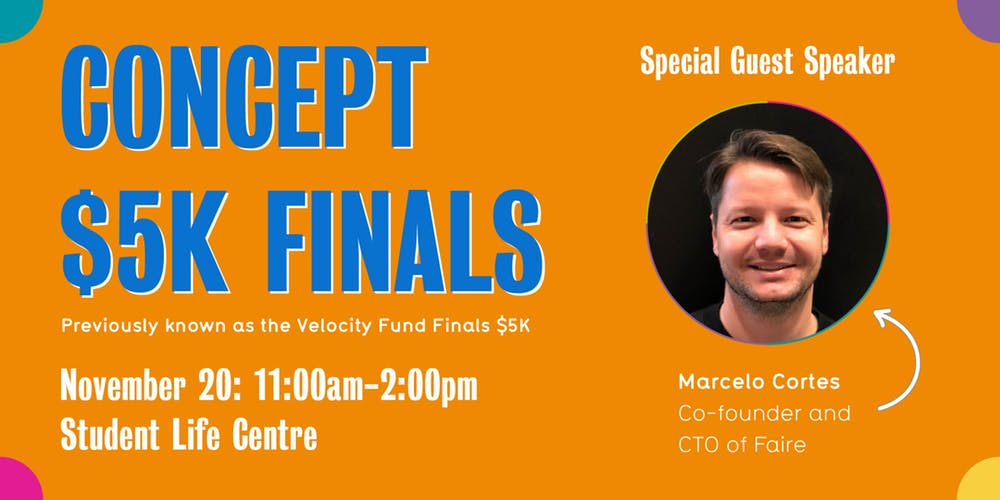 CONCEPT
$5K FINALS
Previously known as the Velocity Fund Finals $5K
November 20: 11:00am-2:00pm
Student Life Centre
Special Guest Speaker
Marcelo Cortes
Co-founder and
CTO of Faire